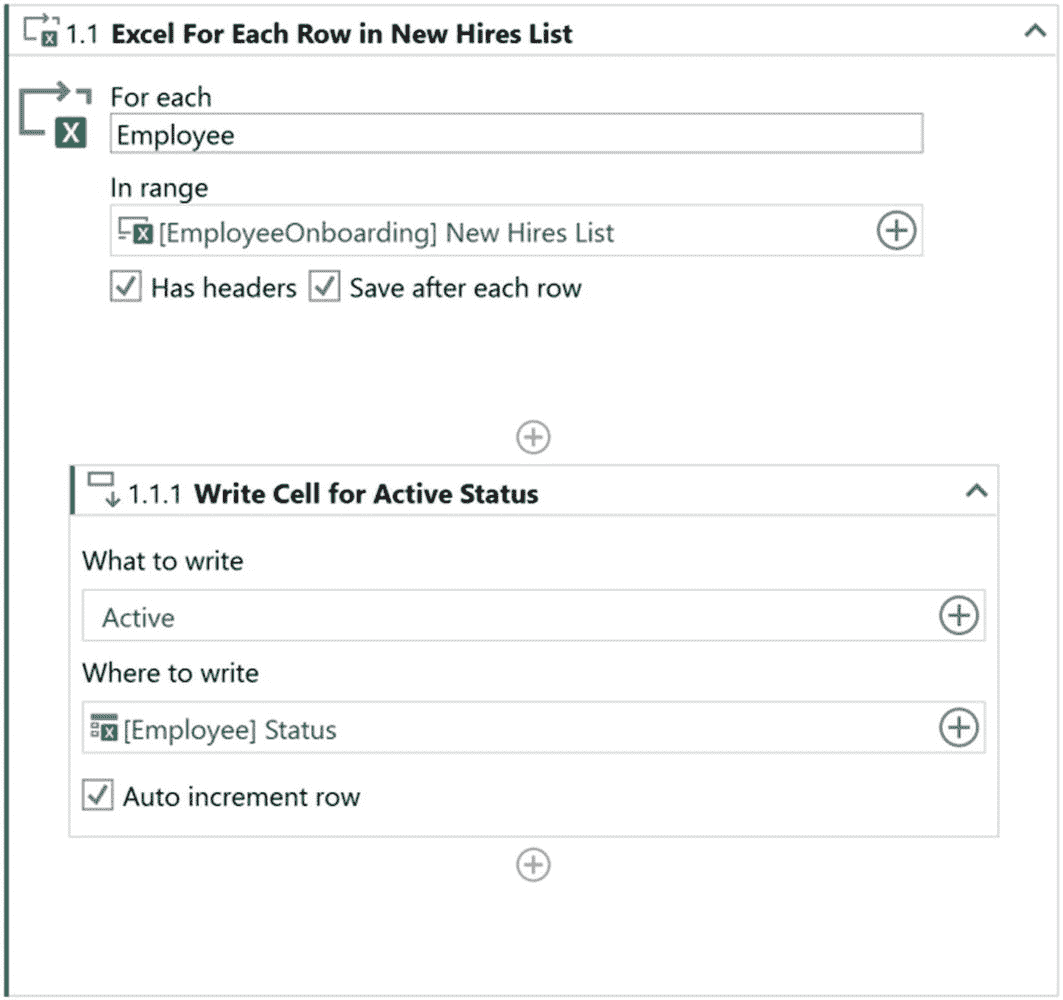 1.1 Excel For Each Row in New Hires List
For each
X
Employee
In range
X [EmployeeOnboarding] New Hires List
Has headers Save after each row
1.1.1 Write Cell for Active Status
What to write
Active
Where to write
X [Employee] Status
Auto increment row